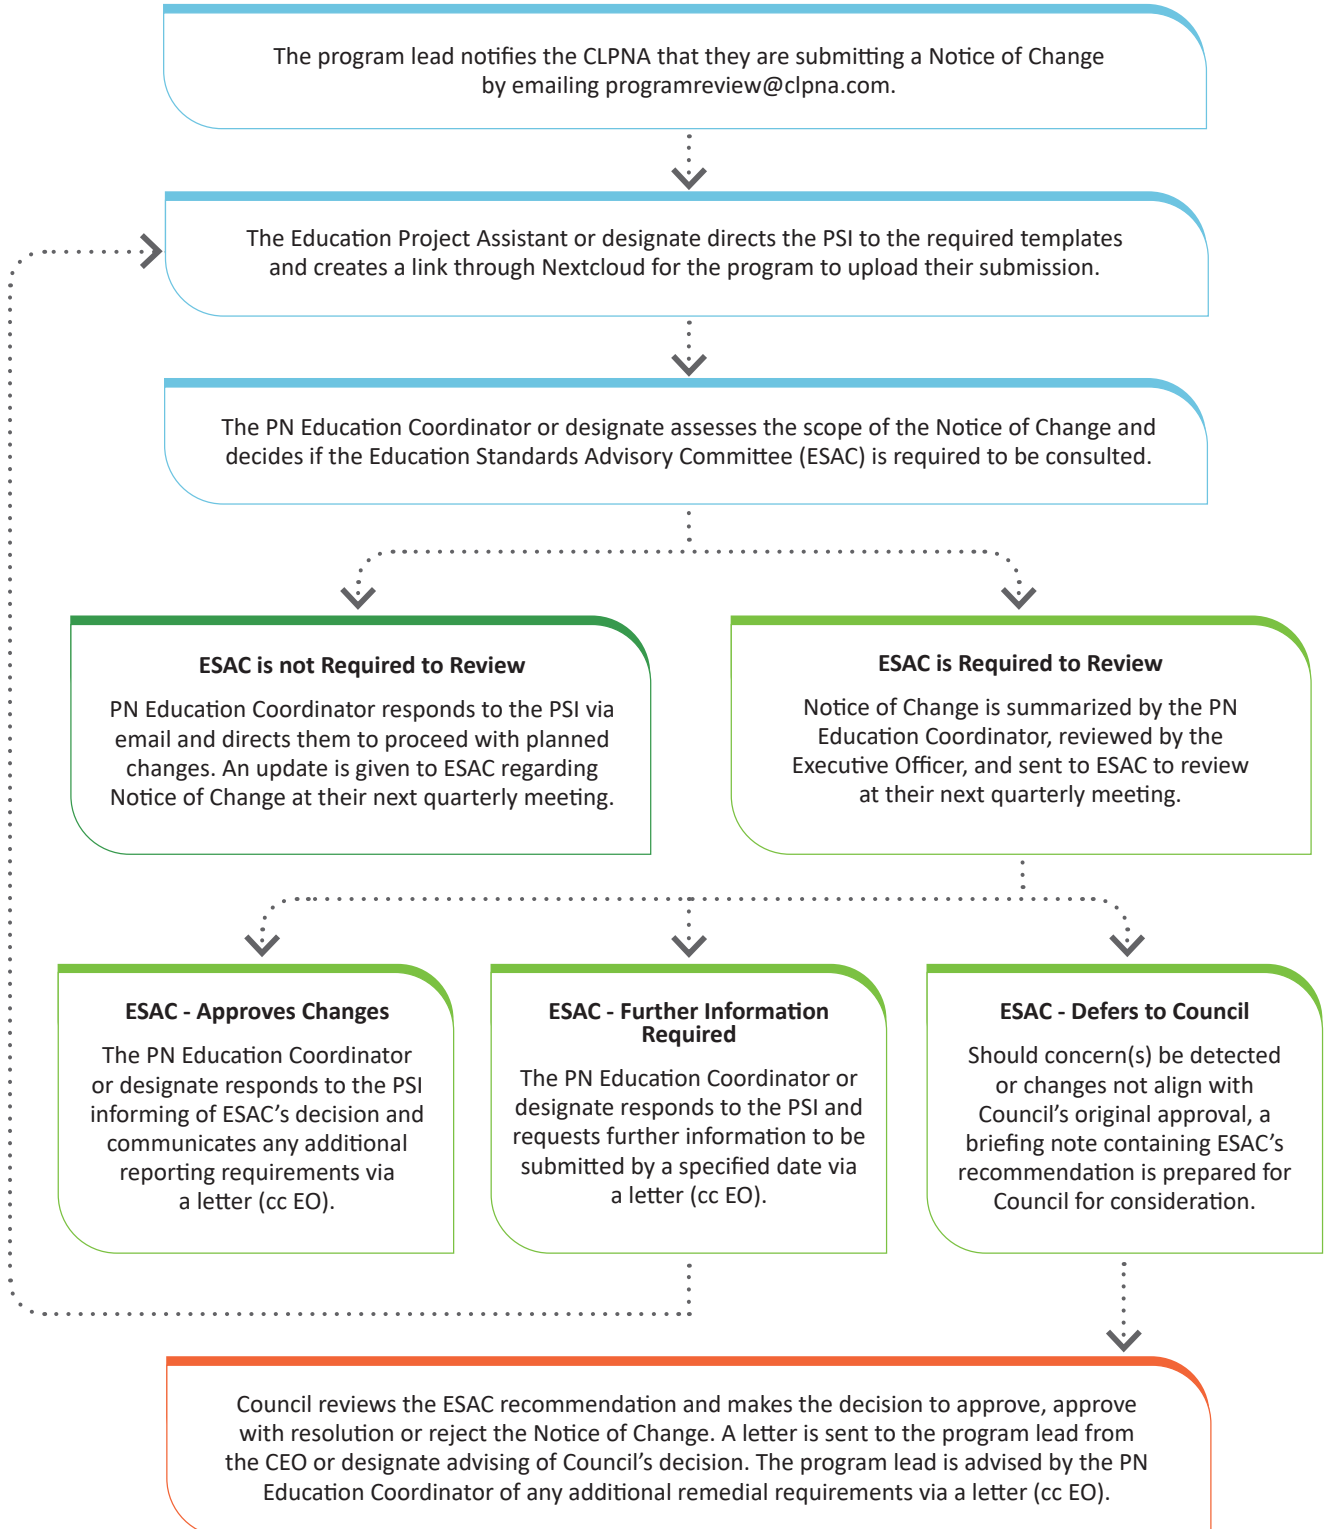 The program lead notifies the CLPNA that they are submitting a Notice of Change
by emailing programreview@clpna.com.
The Education Project Assistant or designate directs the PSI to the required templates
and creates a link through Nextcloud for the program to upload their submission.
The PN Education Coordinator or designate assesses the scope of the Notice of Change and
decides if the Education Standards Advisory Committee (ESAC) is required to be consulted.
ESAC is not Required to Review
PN Education Coordinator responds to the PSI via
email and directs them to proceed with planned
changes. An update is given to ESAC regarding
Notice of Change at their next quarterly meeting.
ESAC is Required to Review
Notice of Change is summarized by the PN
Education Coordinator, reviewed by the
Executive Officer, and sent to ESAC to review
at their next quarterly meeting.
ESAC - Approves Changes
The PN Education Coordinator
or designate responds to the PSI
informing of ESAC’s decision and
communicates any additional
reporting requirements via
a letter (cc EO).
ESAC - Further Information
Required
The PN Education Coordinator or
designate responds to the PSI and
requests further information to be
submitted by a specified date via
a letter (cc EO).
ESAC - Defers to Council
Should concern(s) be detected
or changes not align with
Council’s original approval, a
briefing note containing ESAC’s
recommendation is prepared for
Council for consideration.
Council reviews the ESAC recommendation and makes the decision to approve, approve
with resolution or reject the Notice of Change. A letter is sent to the program lead from
the CEO or designate advising of Council’s decision. The program lead is advised by the PN
Education Coordinator of any additional remedial requirements via a letter (cc EO).